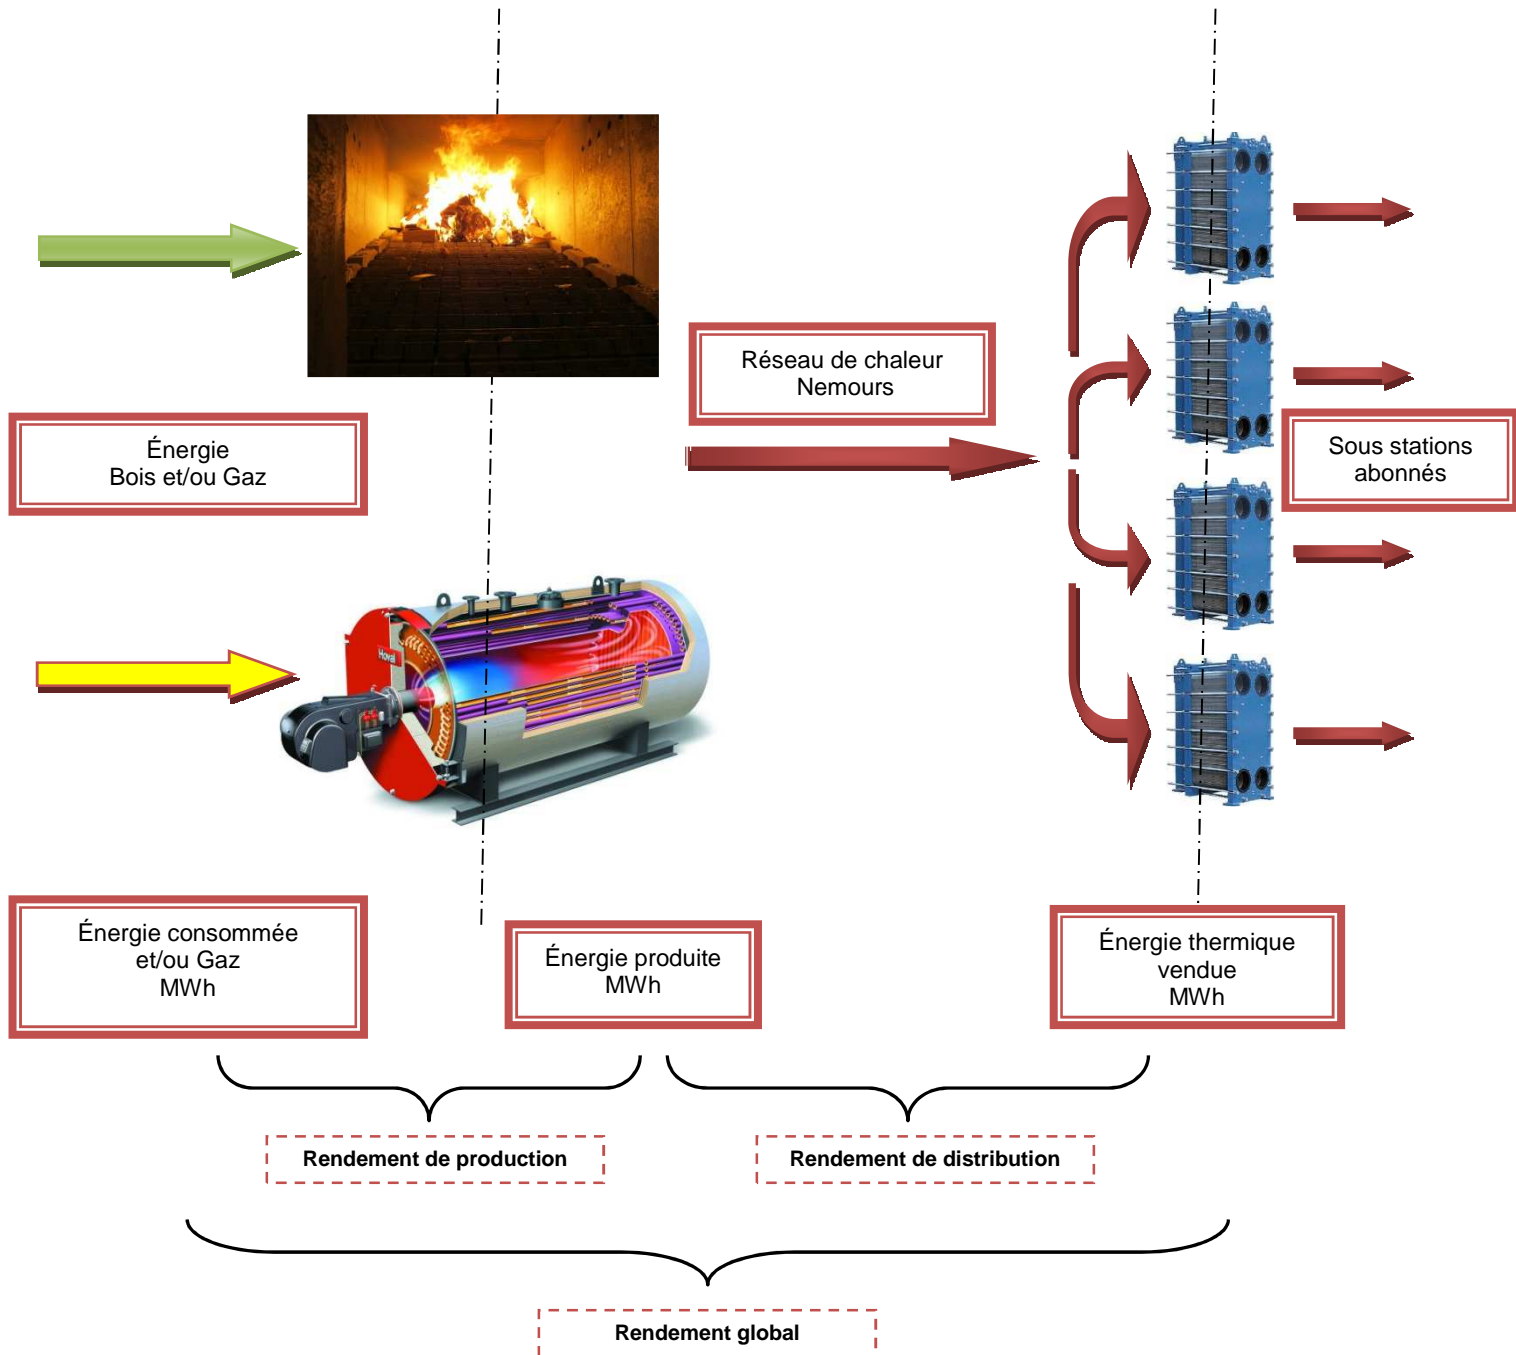 Réseau de chaleur
Nemours
Énergie
Bois et/ou Gaz
Sous stations
abonnés
Hoval
Énergie consommée
et/ou Gaz
MWh
Énergie produite
MWh
Énergie thermique
vendue
MWh
Rendement de production
Rendement de distribution
Rendement global